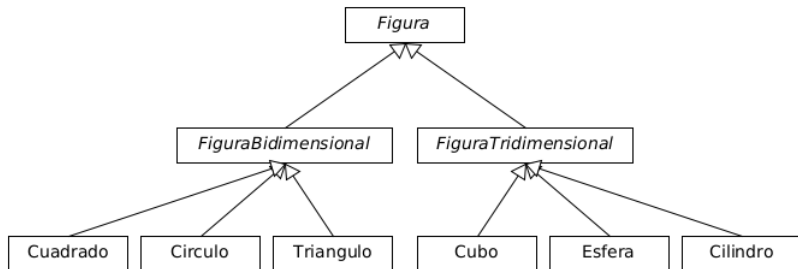 Figura
FiguraBidimensional
FiguraTridimensional
Cuadrado
Circulo
Triangulo
Cubo
Esfera
Cilindro